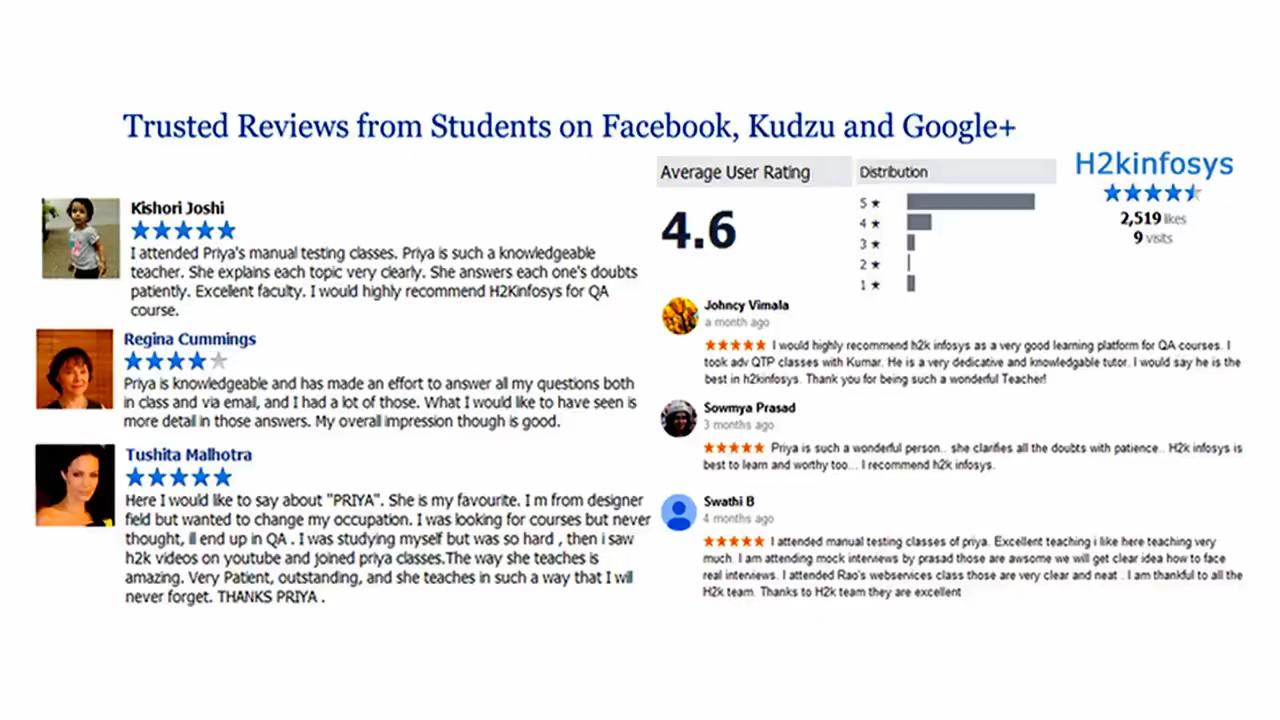 Trusted Reviews from Students on Facebook, Kudzu and Google+
Kishori Joshi
I attended Priya's manual testing classes. Priya is such a knowledgeable
teacher. She explains each topic very clearly. She answers each one's doubts
patiently. Excellent faculty. I would highly recommend H2Kinfosys for QA
course.
Regina Cummings
Priya is knowledgeable and has made an effort to answer all my questions both
in class and via email, and I had a lot of those. What I would like to have seen is
more detail in those answers. My overall impression though is good.
Tushita Malhotra
Here I would like to say about "PRIYA". She is my favourite. I m from designer
field but wanted to change my occupation. I was looking for courses but never
thought, ill end up in QA . I was studying myself but was so hard , then i saw
h2k videos on youtube and joined priya classes.The way she teaches is
amazing. Very Patient, outstanding, and she teaches in such a way that I will
never forget. THANKS PRIYA .
Average User Rating
4.6
Distribution
5 ★
4 ★
3 ★
2 ★
1 ★
H2kinfosys
2,519 likes
9 visits
Johncy Vimala
a month ago
I would highly recommend h2k infosys as a very good learning platform for QA courses. I
took adv QTP classes with Kumar. He is a very dedicative and knowledgable tutor. I would say he is the
best in h2kinfosys. Thank you for being such a wonderful Teacher!
Sowmya Prasad
3 months ago
Priya is such a wonderful person.. she clarifies all the doubts with patience.. H2k infosys is
best to learn and worthy too... I recommend h2k infosys.
Swathi B
4 months ago
I attended manual testing classes of priya. Excellent teaching i like here teaching very
much. I am attending mock interviews by prasad those are awsome we will get clear idea how to face
real interviews. I attended Rao's webservices class those are very clear and neat . I am thankful to all the
H2k team. Thanks to H2k team they are excellent